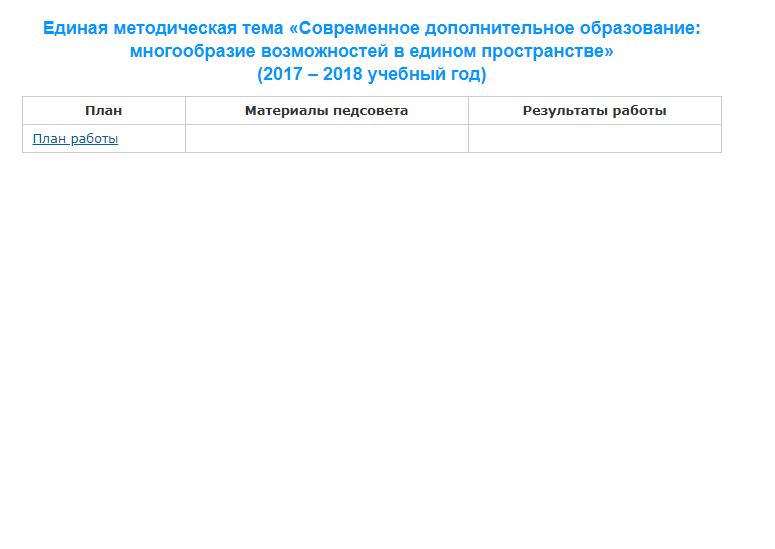 Единая методическая тема «Современное дополнительное образование:
многообразие возможностей в едином пространстве»
(2017 – 2018 учебный год)
План Материалы педсовета Результаты работы
План работы